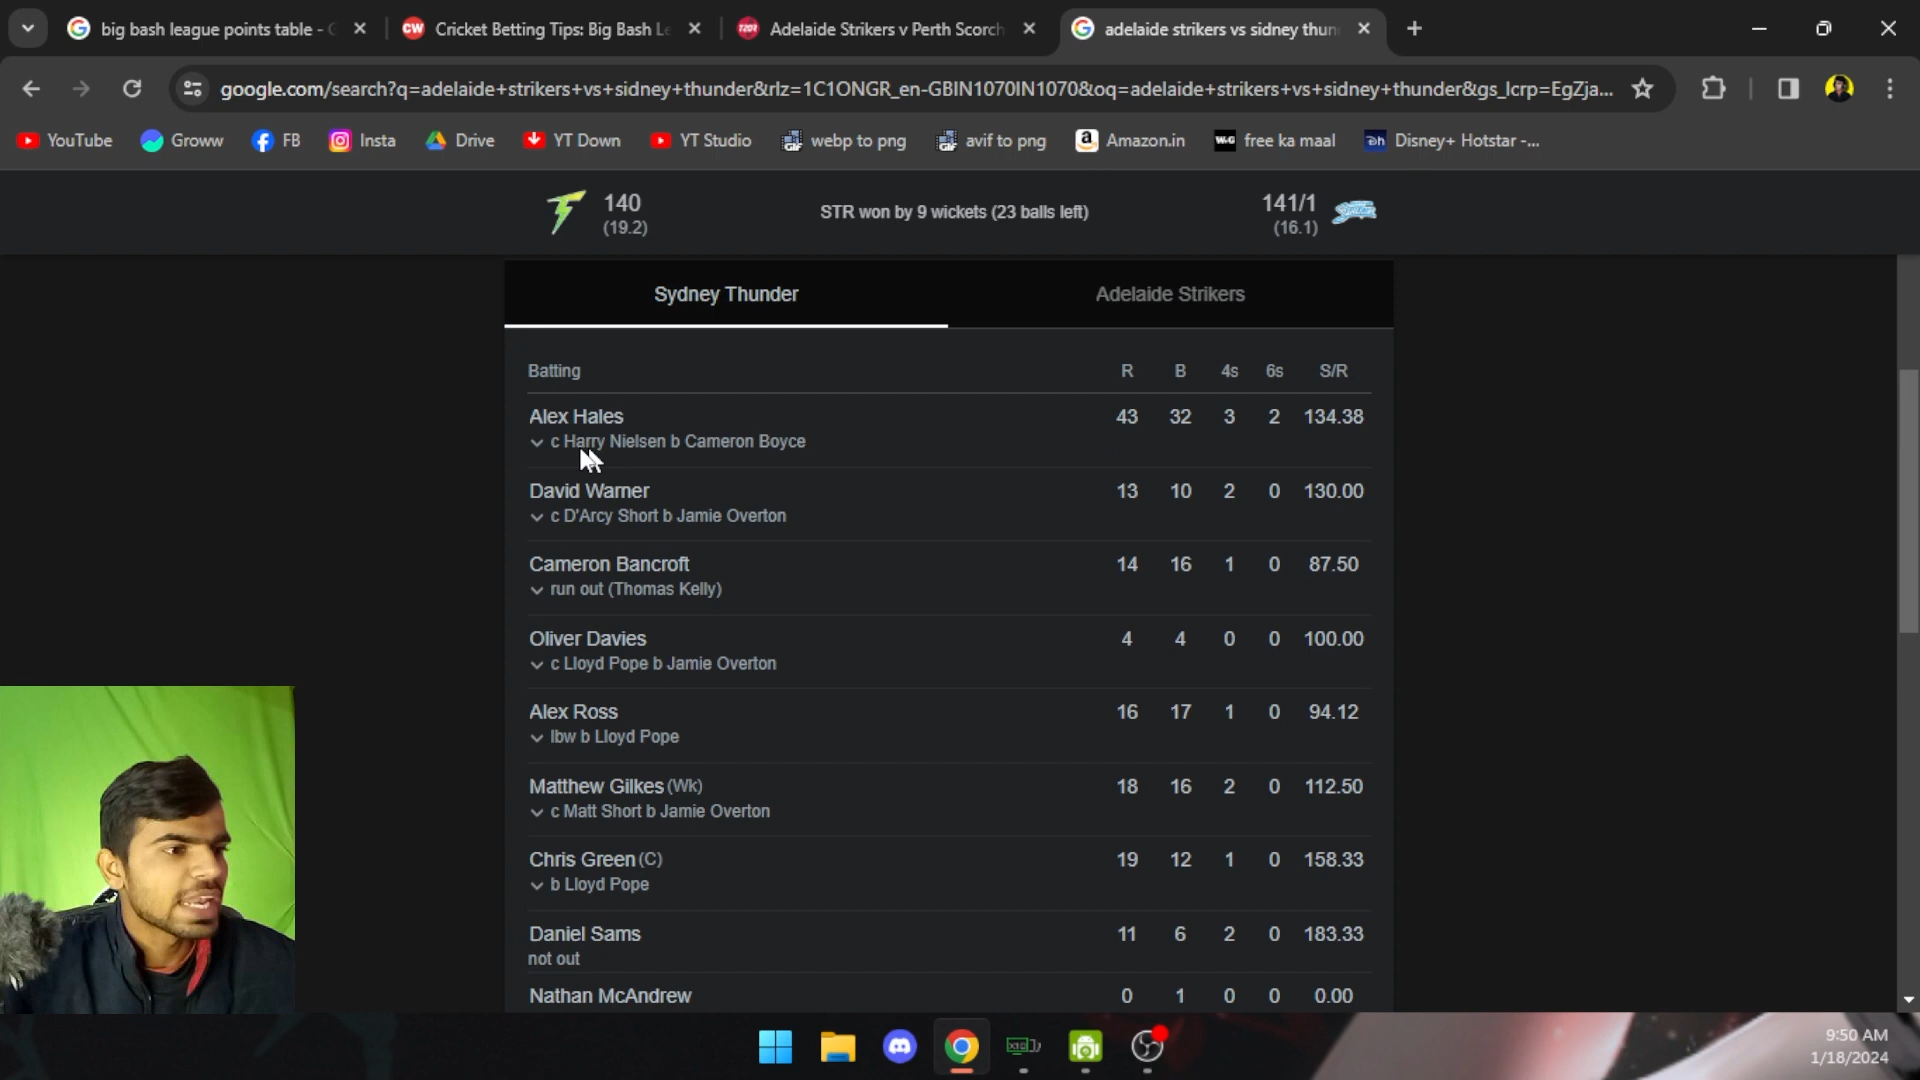 big bash league points table -
Cricket Betting Tips: Big Bash Le
Adelaide Strikers v Perth Scorch
adelaide strikers vs sidney thun
google.com/search?q=adelaide+strikers+vs+sidney+thunder&rlz=1C1ONGR_en-GBIN1070IN1070&oq=adelaide+strikers+vs+sidney+thunder&gs_lcrp=EgZja...
YouTube Groww FB Insta Drive YT Down YT Studio webp to png avif to png Amazon.in free ka maal Disney+ Hotstar -...
140
(19.2)
STR won by 9 wickets (23 balls left)
141/1
(16.1)
Sydney Thunder Adelaide Strikers
Batting R B 4s 6s S/R
Alex Hales 43 32 3 2 134.38
c Harry Nielsen b Cameron Boyce
David Warner 13 10 2 0 130.00
c D'Arcy Short b Jamie Overton
Cameron Bancroft 14 16 1 0 87.50
run out (Thomas Kelly)
Oliver Davies 4 4 0 0 100.00
c Lloyd Pope b Jamie Overton
Alex Ross 16 17 1 0 94.12
lbw b Lloyd Pope
Matthew Gilkes (Wk) 18 16 2 0 112.50
c Matt Short b Jamie Overton
Chris Green (C) 19 12 1 0 158.33
b Lloyd Pope
Daniel Sams 11 6 2 0 183.33
not out
Nathan McAndrew 0 1 0 0 0.00
9:50 AM
1/18/2024